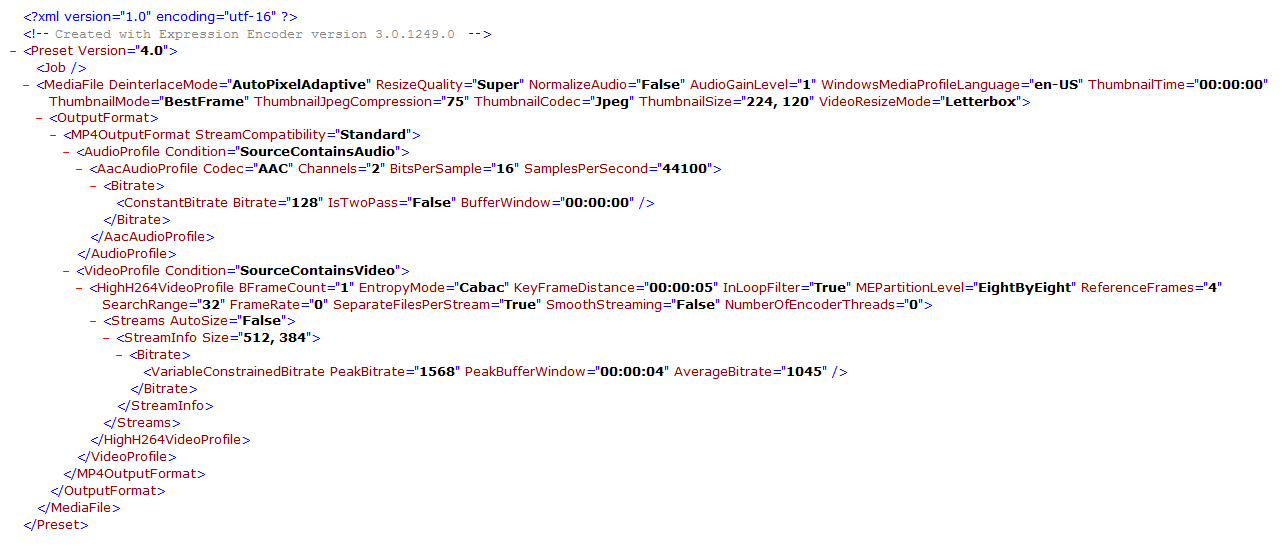 <?xml version="1.0" encoding="utf-16" ?>
<!-- Created with Expression Encoder version 3.0.1249.0 -->
- <Preset Version="4.0">
<Job />
- <MediaFile DeinterlaceMode="AutoPixelAdaptive" ResizeQuality="Super" NormalizeAudio="False" AudioGainLevel="1" WindowsMediaProfileLanguage="en-US" ThumbnailTime="00:00:00"
ThumbnailMode="BestFrame" ThumbnailJpegCompression="75" ThumbnailCodec="Jpeg" ThumbnailSize="224, 120" VideoResizeMode="Letterbox">
- <OutputFormat>
- <MP4OutputFormat StreamCompatibility="Standard">
- <AudioProfile Condition="SourceContainsAudio">
- <AacAudioProfile Codec="AAC" Channels="2" BitsPerSample="16" SamplesPerSecond="44100">
- <Bitrate>
<ConstantBitrate Bitrate="128" IsTwoPass="False" BufferWindow="00:00:00" />
</Bitrate>
</AacAudioProfile>
</AudioProfile>
- <VideoProfile Condition="SourceContainsVideo">
- <HighH264VideoProfile BFrameCount="1" EntropyMode="Cabac" KeyFrameDistance="00:00:05" InLoopFilter="True" MEPartitionLevel="EightByEight" ReferenceFrames="4"
SearchRange="32" FrameRate="0" SeparateFilesPerStream="True" SmoothStreaming="False" NumberOfEncoderThreads="0">
- <Streams AutoSize="False">
- <StreamInfo Size="512, 384">
- <Bitrate>
<VariableConstrainedBitrate PeakBitrate="1568" PeakBufferWindow="00:00:04" AverageBitrate="1045" />
</Bitrate>
</StreamInfo>
</Streams>
</HighH264VideoProfile>
</VideoProfile>
</MP4OutputFormat>
</OutputFormat>
</MediaFile>
</Preset>